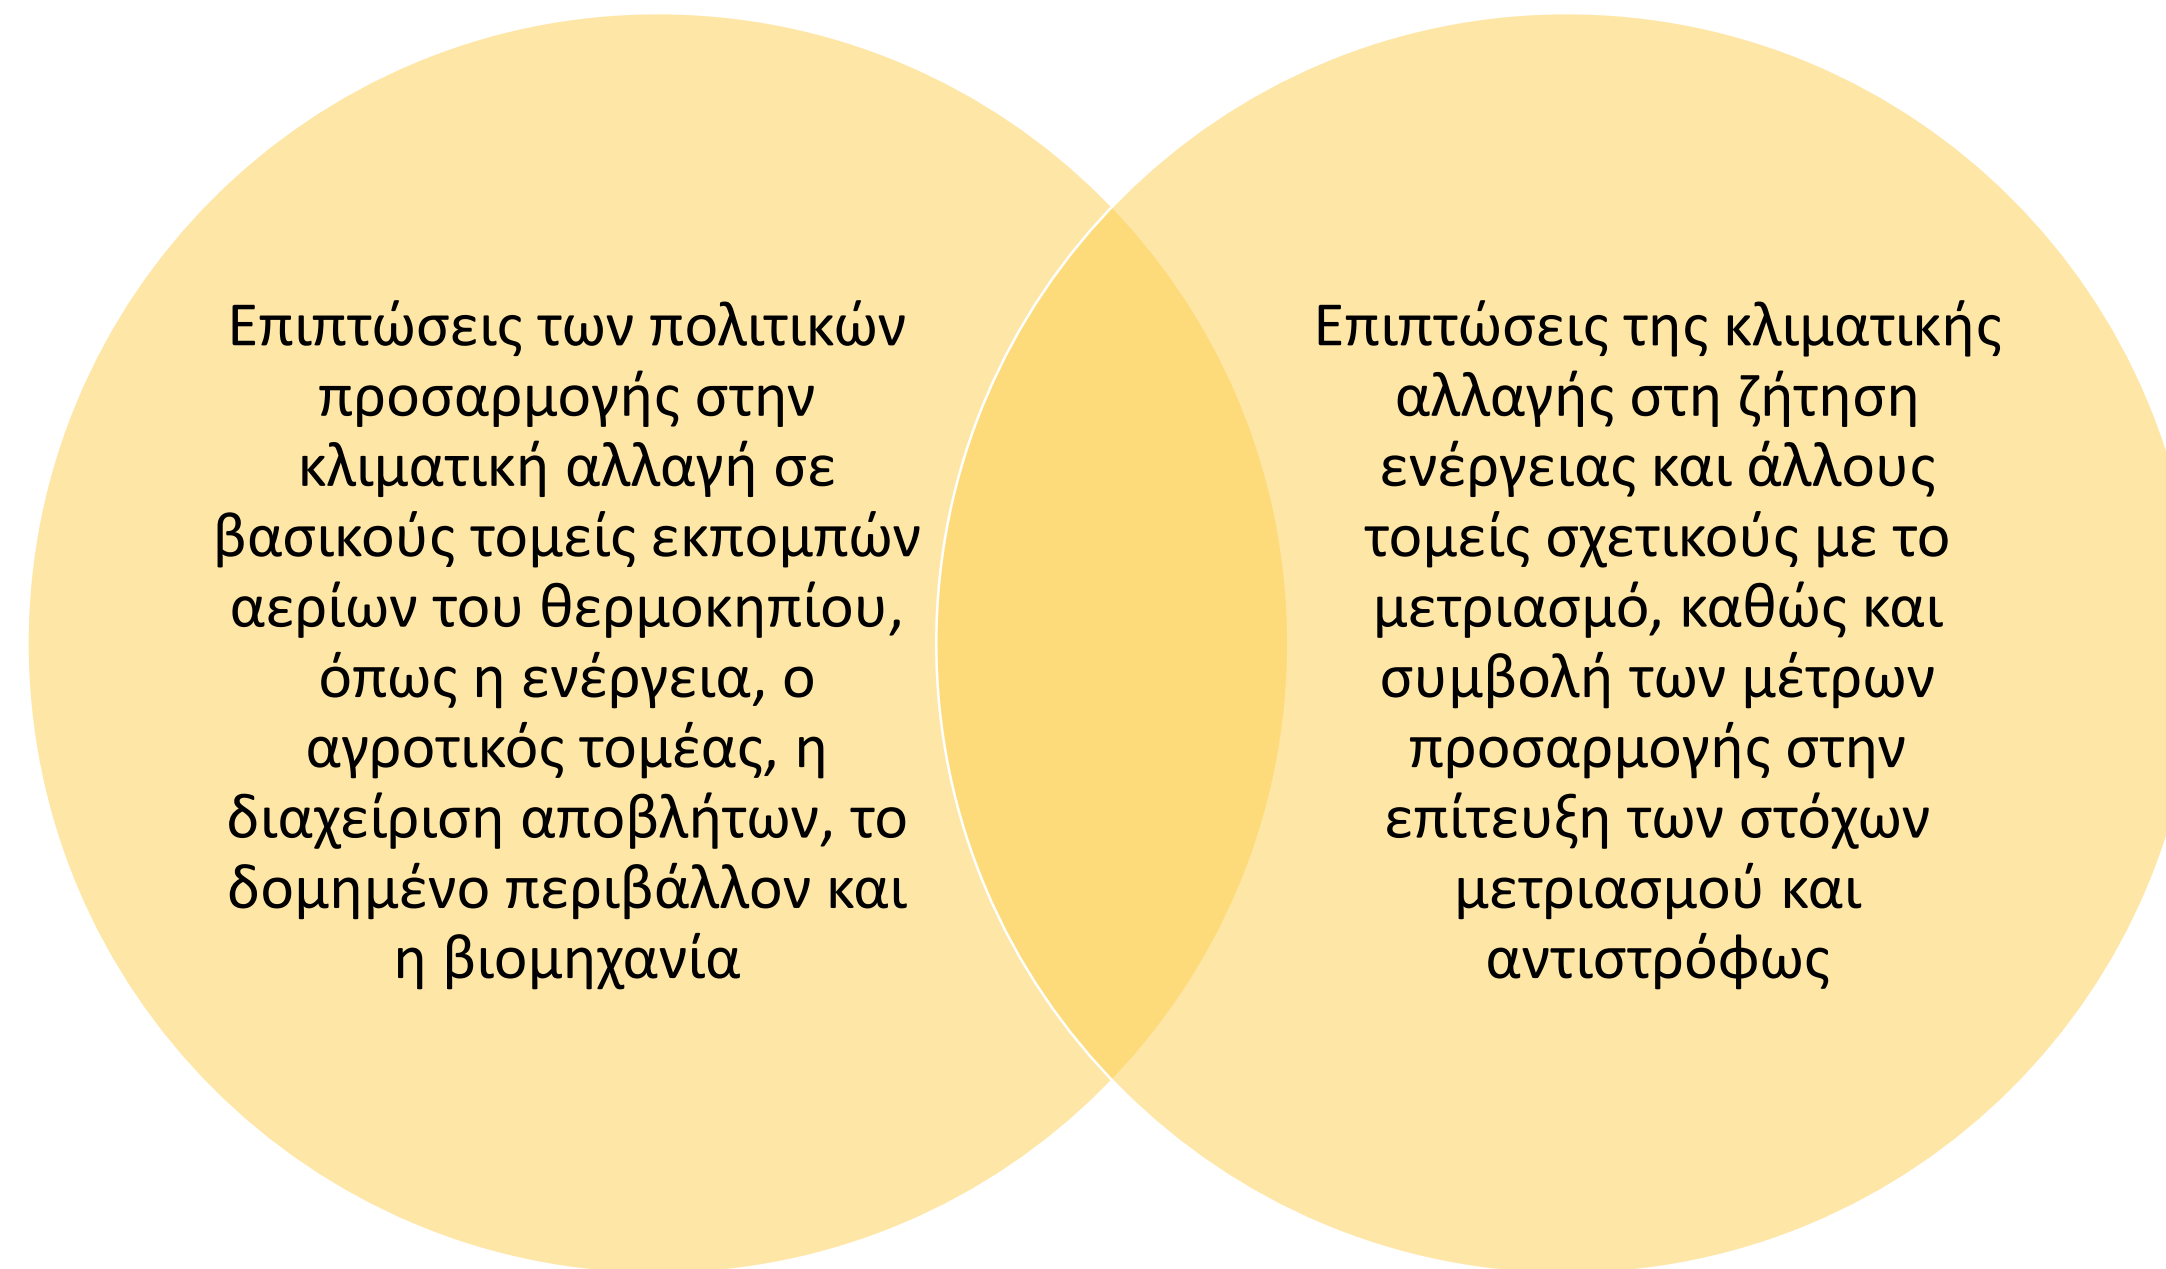 Επιπτώσεις των πολιτικών
προσαρμογής στην
κλιματική αλλαγή σε
βασικούς τομείς εκπομπών
αερίων του θερμοκηπίου,
όπως η ενέργεια, ο
αγροτικός τομέας, η
διαχείριση αποβλήτων, το
δομημένο περιβάλλον και
η βιομηχανία
Επιπτώσεις της κλιματικής
αλλαγής στη ζήτηση
ενέργειας και άλλους
τομείς σχετικούς με το
μετριασμό, καθώς και
συμβολή των μέτρων
προσαρμογής στην
επίτευξη των στόχων
μετριασμού και
αντιστρόφως